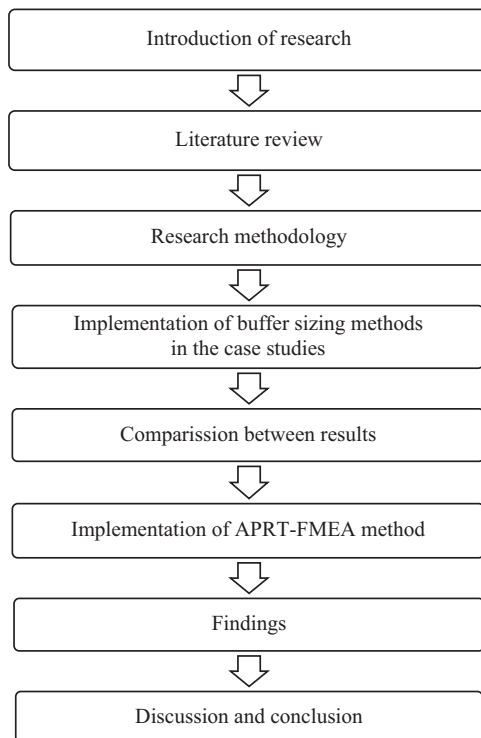 Introduction of research
Literature review
Research methodology
Implementation of buffer sizing methods
in the case studies
Comparission between results
Implementation of APRT-FMEA method
Findings
Discussion and conclusion